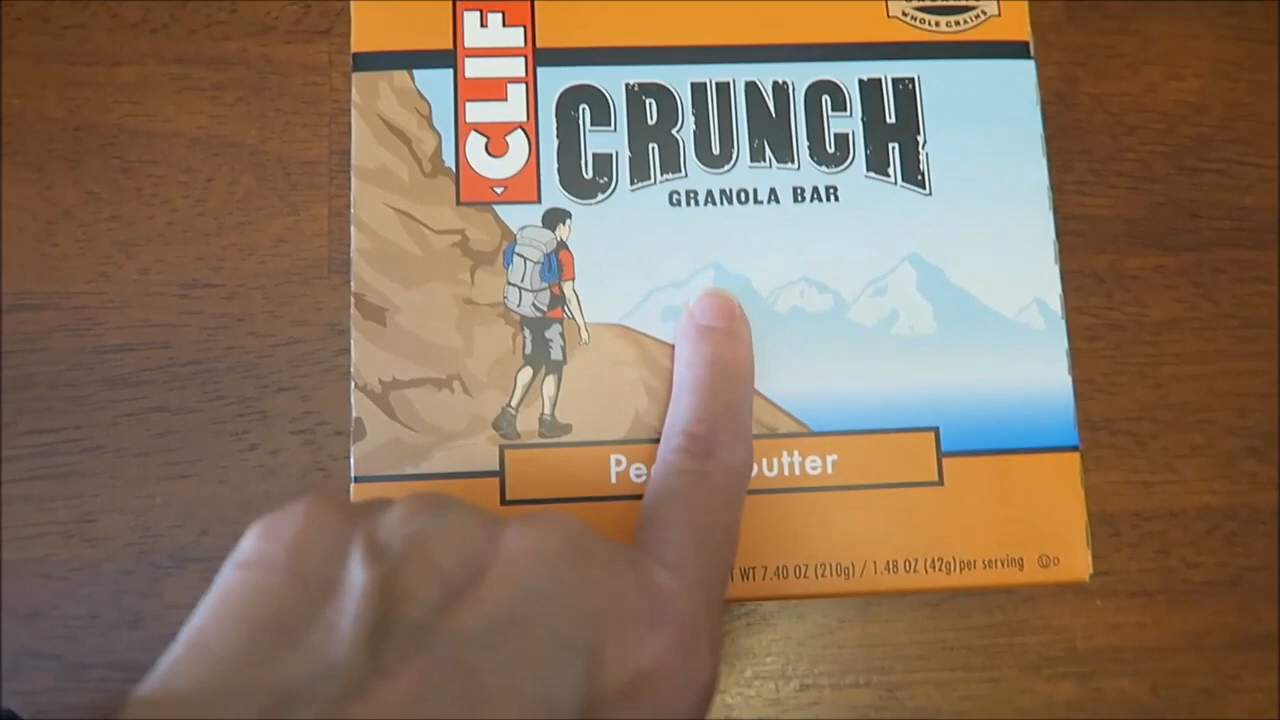 WHOLE GRAINS
CLIF
CRUNCH
GRANOLA BAR
WT 7.40 OZ (210g) / 1.48 OZ (42g) per serving